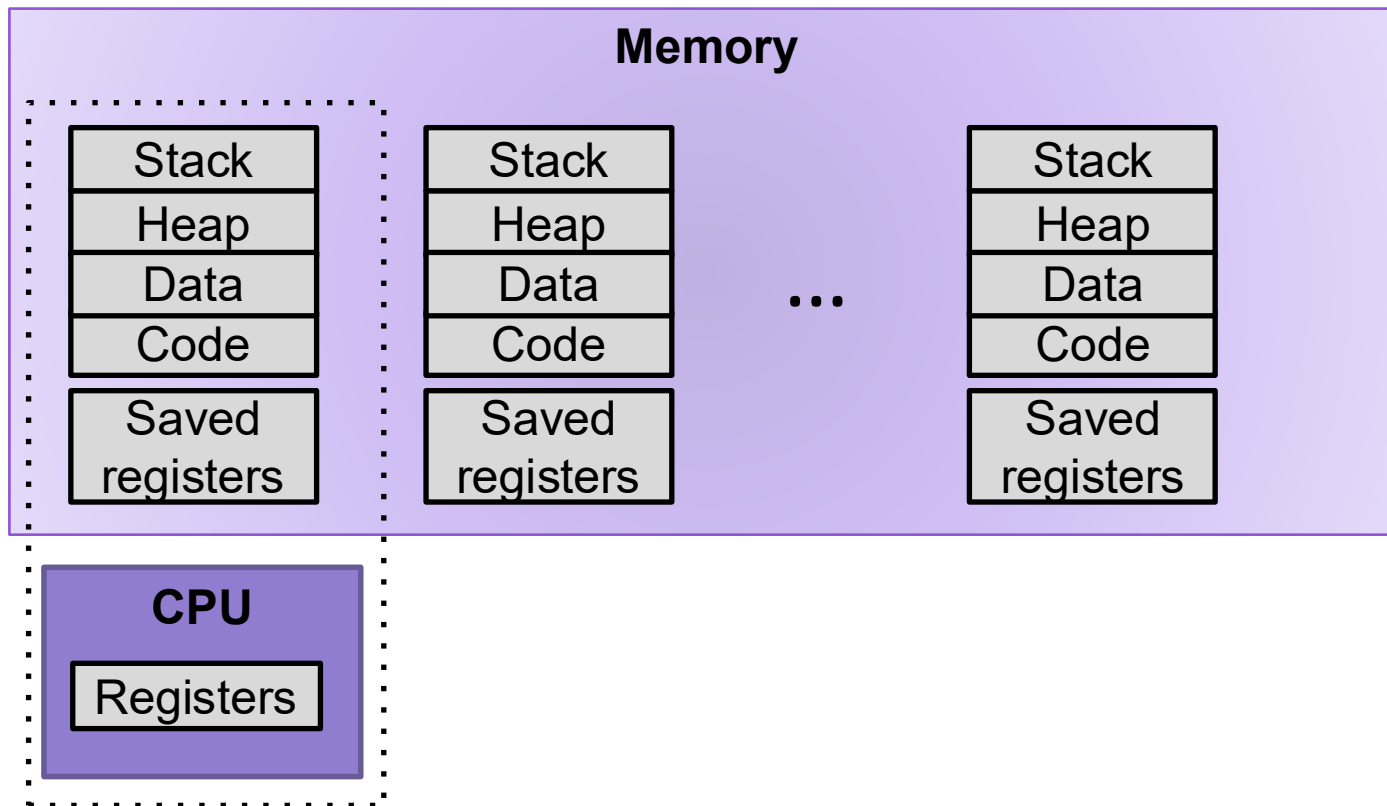 Memory
Stack
Heap
Data
Code
Saved
registers
Stack
Heap
Data
Code
Saved
registers
...
Stack
Heap
Data
Code
Saved
registers
CPU
Registers